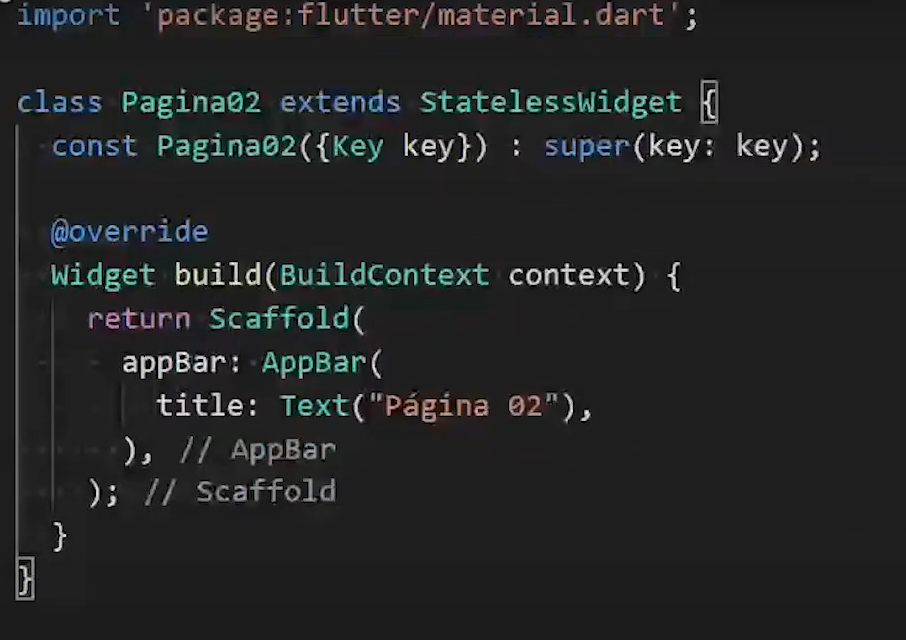 import 'package:flutter/material.dart';
class Pagina02 extends StatelessWidget {
const Pagina02({Key key}) : super(key: key);
@override
Widget build(BuildContext context) {
return Scaffold(
appBar: AppBar(
title: Text("Página 02"),
), // AppBar
); // Scaffold
}
}